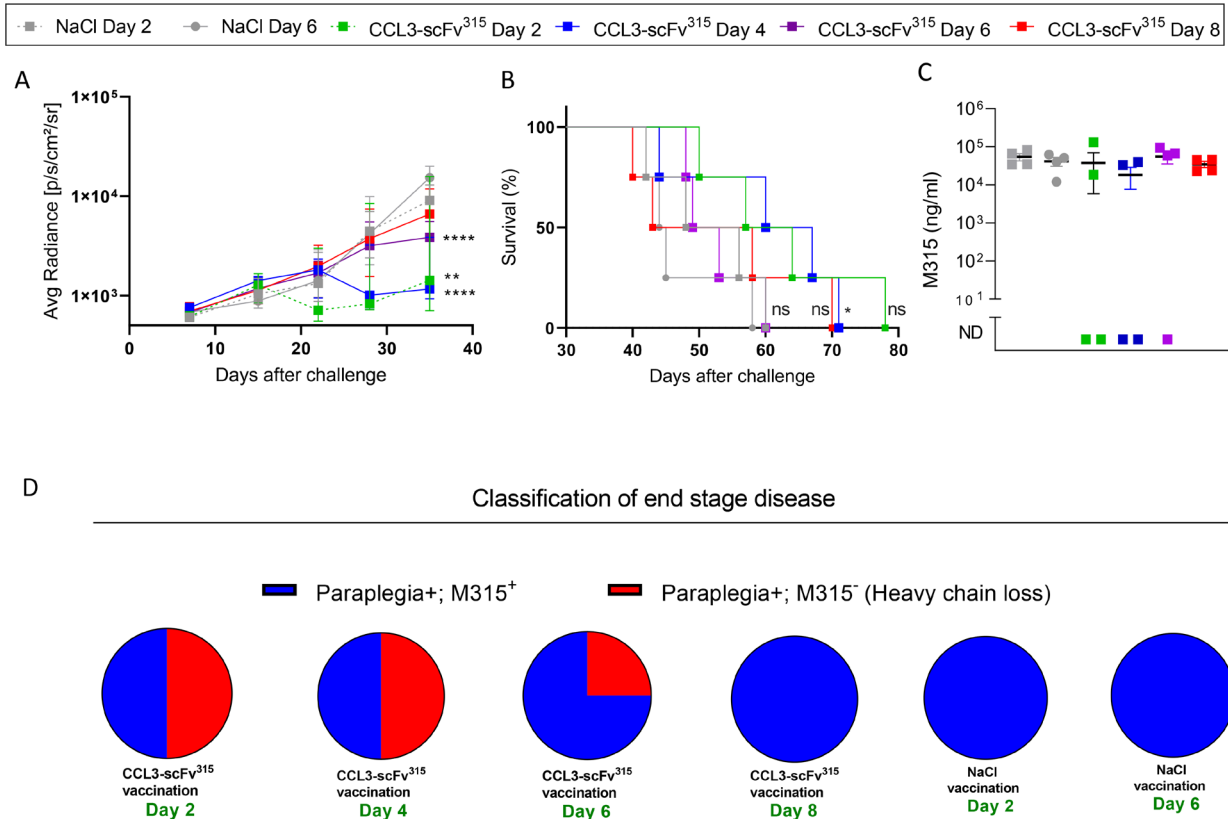 NaCl Day 2 NaCl Day 6 CCL3-scFv³¹⁵ Day 2 CCL3-scFv³¹⁵ Day 4 CCL3-scFv³¹⁵ Day 6 CCL3-scFv³¹⁵ Day 8
A
Avg Radiance [p/s/cm²/sr]
1×10⁵
1×10⁴
1×10³
****
**
****
0 10 20 30 40
Days after challenge
B
Survival (%)
100
50
0
ns ns * ns
30 40 50 60 70 80
Days after challenge
C
M315 (ng/ml)
10⁶
10⁵
10⁴
10³
10²
10¹
ND
D
Classification of end stage disease
Paraplegia+; M315⁺ Paraplegia+; M315⁻ (Heavy chain loss)
CCL3-scFv³¹⁵
vaccination
Day 2
CCL3-scFv³¹⁵
vaccination
Day 4
CCL3-scFv³¹⁵
vaccination
Day 6
CCL3-scFv³¹⁵
vaccination
Day 8
NaCl
vaccination
Day 2
NaCl
vaccination
Day 6